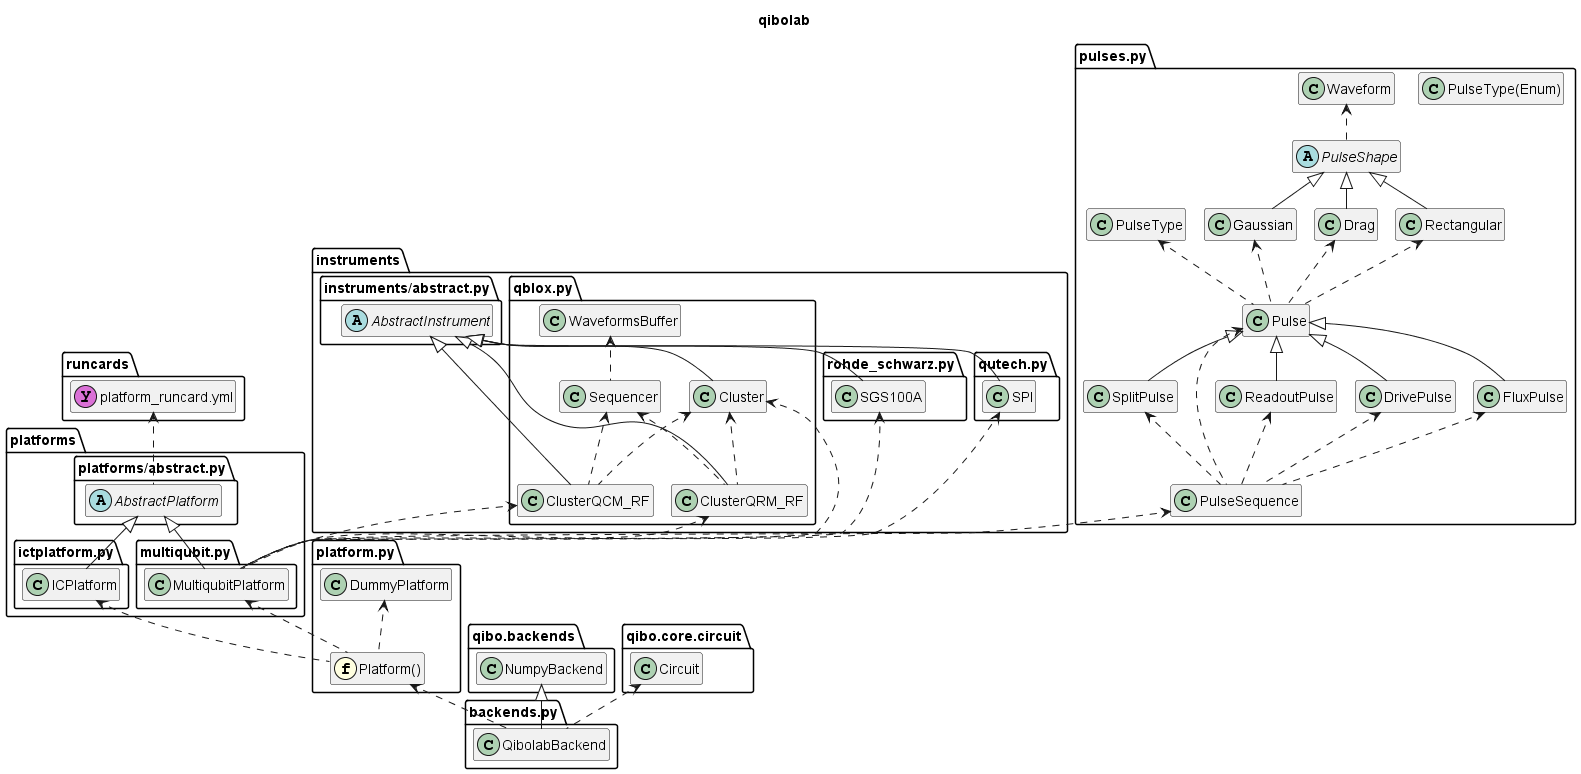 qibolab
pulses.py
C Waveform
C PulseType(Enum)
A PulseShape
C PulseType
C Gaussian
C Drag
C Rectangular
instruments
instruments/abstract.py
qblox.py
A AbstractInstrument
C WaveformsBuffer
C Pulse
runcards
rohde_schwarz.py
qutech.py
Y platform_runcard.yml
C Sequencer
C Cluster
C SGS100A
C SPI
C SplitPulse
C ReadoutPulse
C DrivePulse
C FluxPulse
platforms
platforms/abstract.py
A AbstractPlatform
C ClusterQCM_RF
C ClusterQRM_RF
C PulseSequence
ictplatform.py
multiqubit.py
platform.py
C ICPlatform
C MultiqubitPlatform
C DummyPlatform
qibo.backends
qibo.core.circuit
f Platform()
C NumpyBackend
C Circuit
backends.py
C QibolabBackend